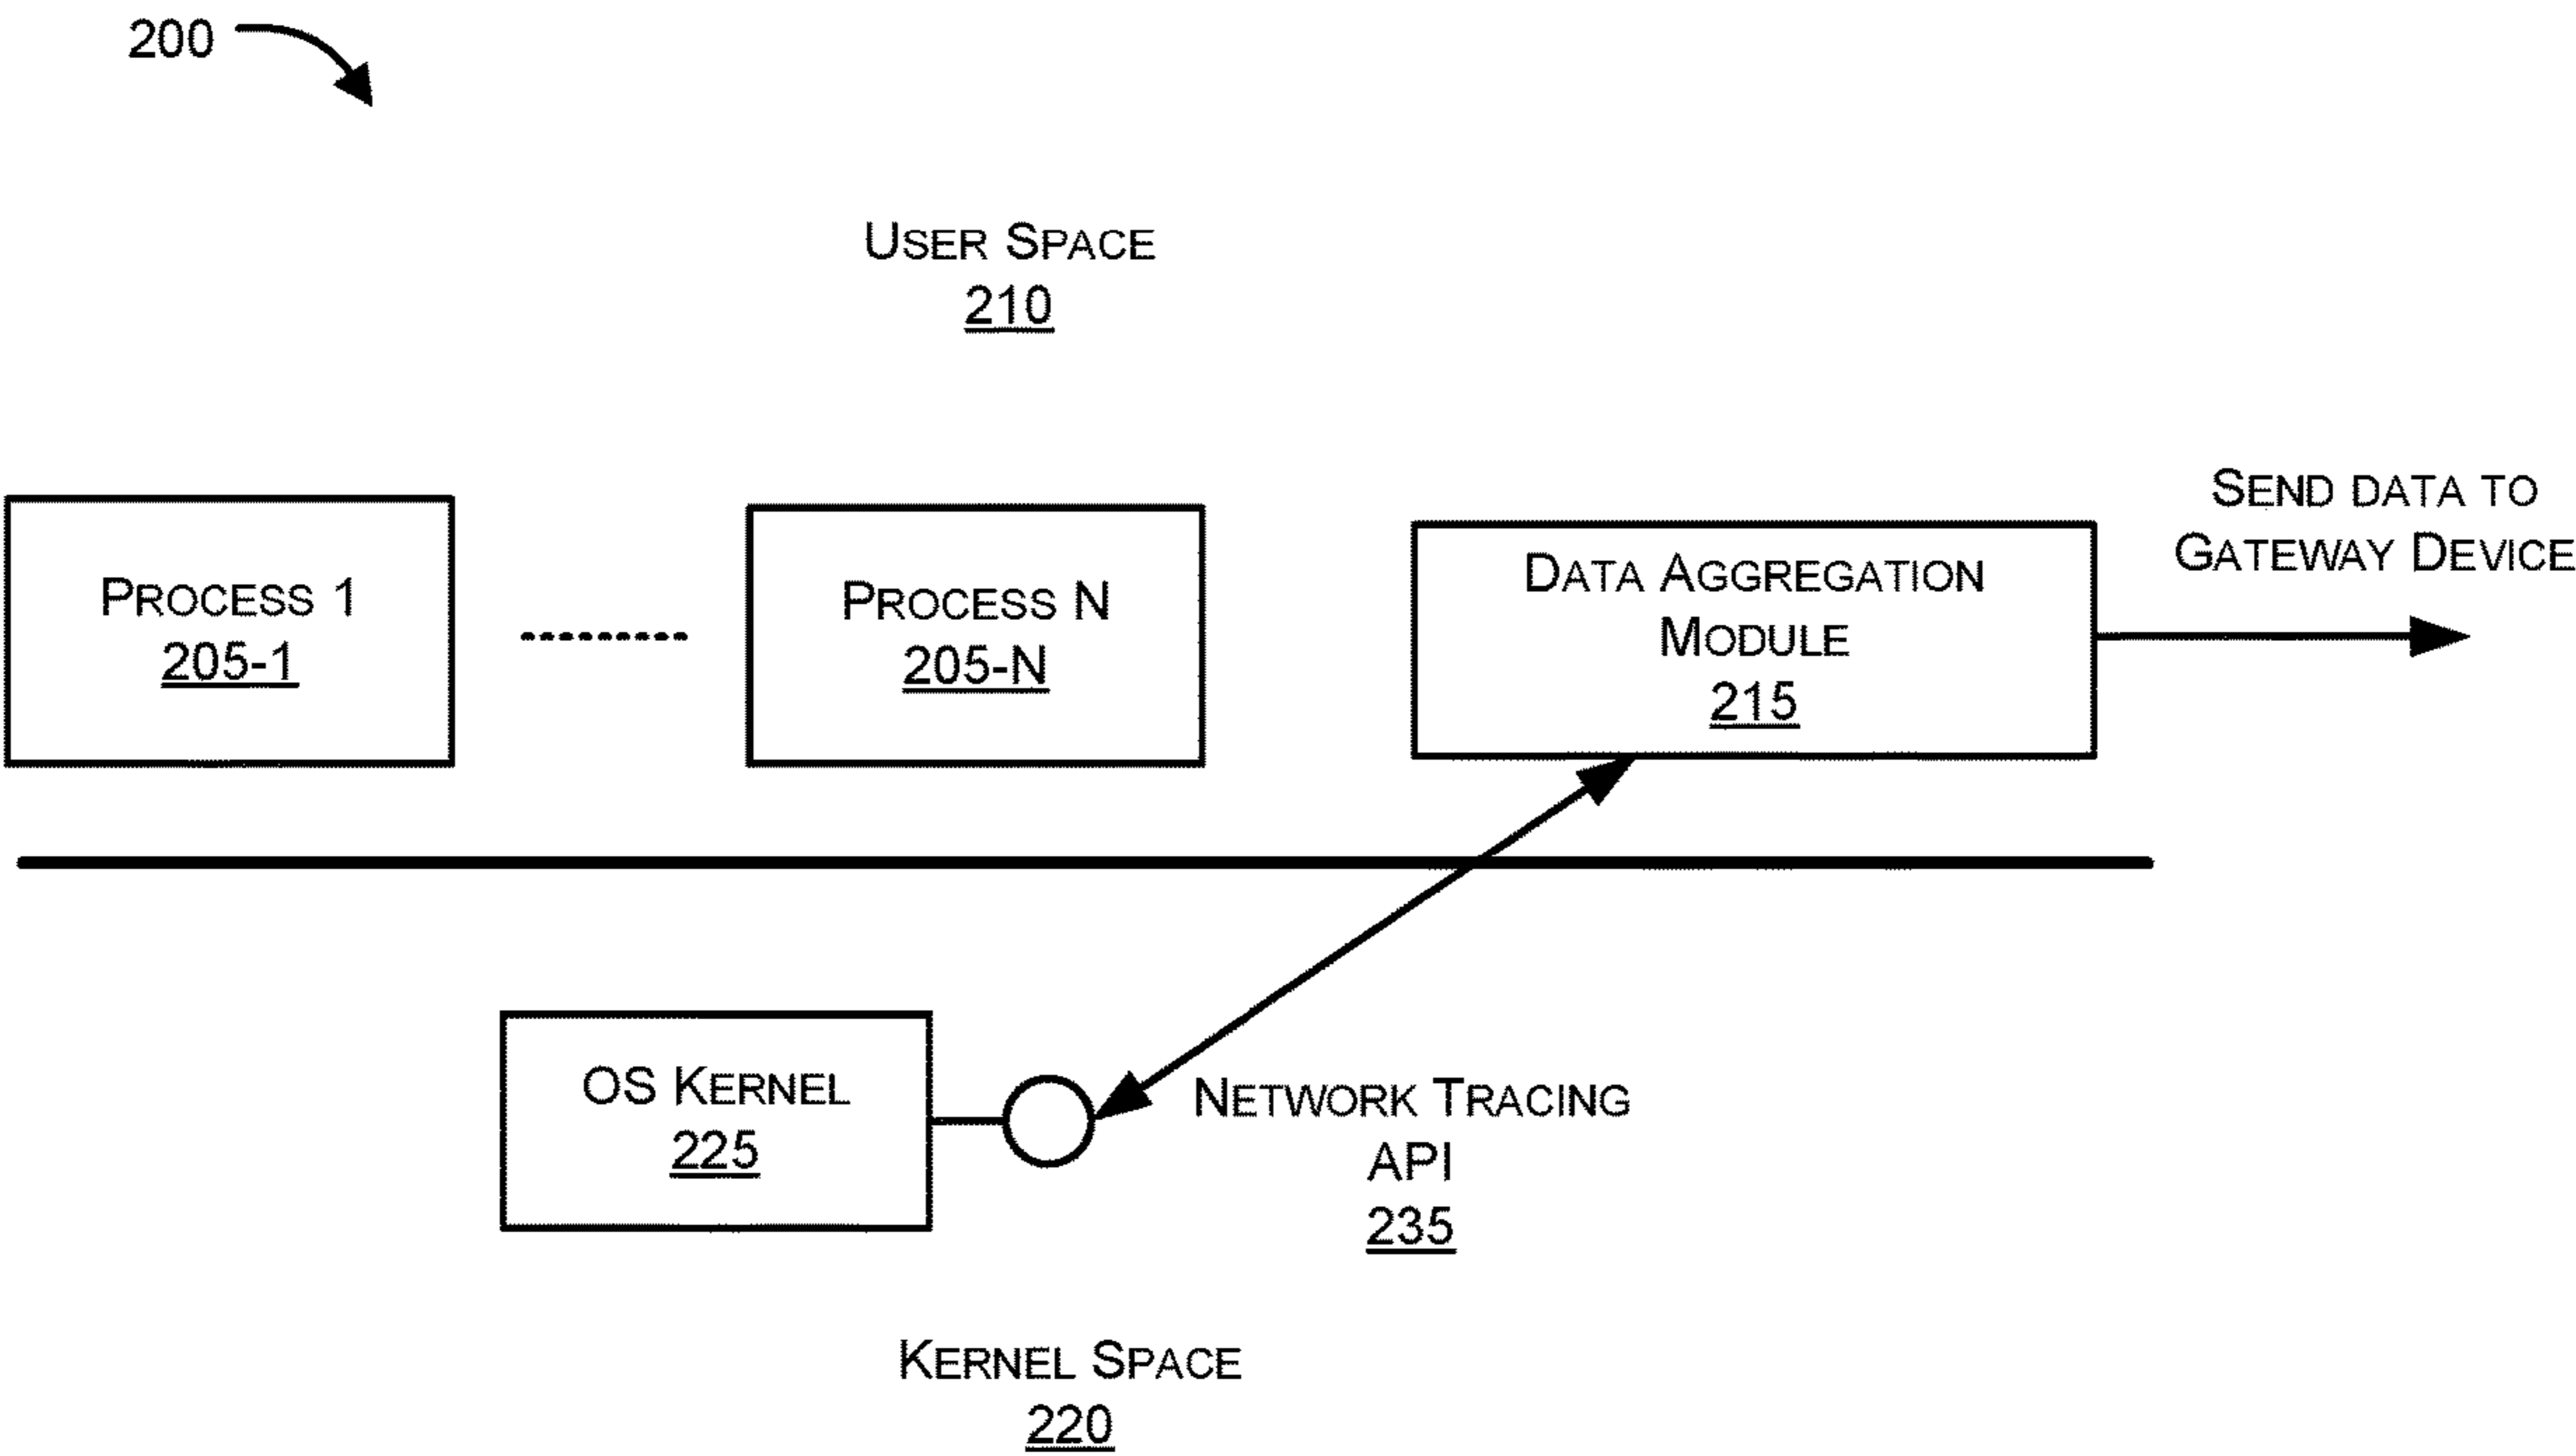 200
USER SPACE
210
SEND DATA TO
GATEWAY DEVICE
PROCESS 1
205-1
PROCESS N
205-N
DATA AGGREGATION
MODULE
215
OS KERNEL
225
NETWORK TRACING
API
235
KERNEL SPACE
220